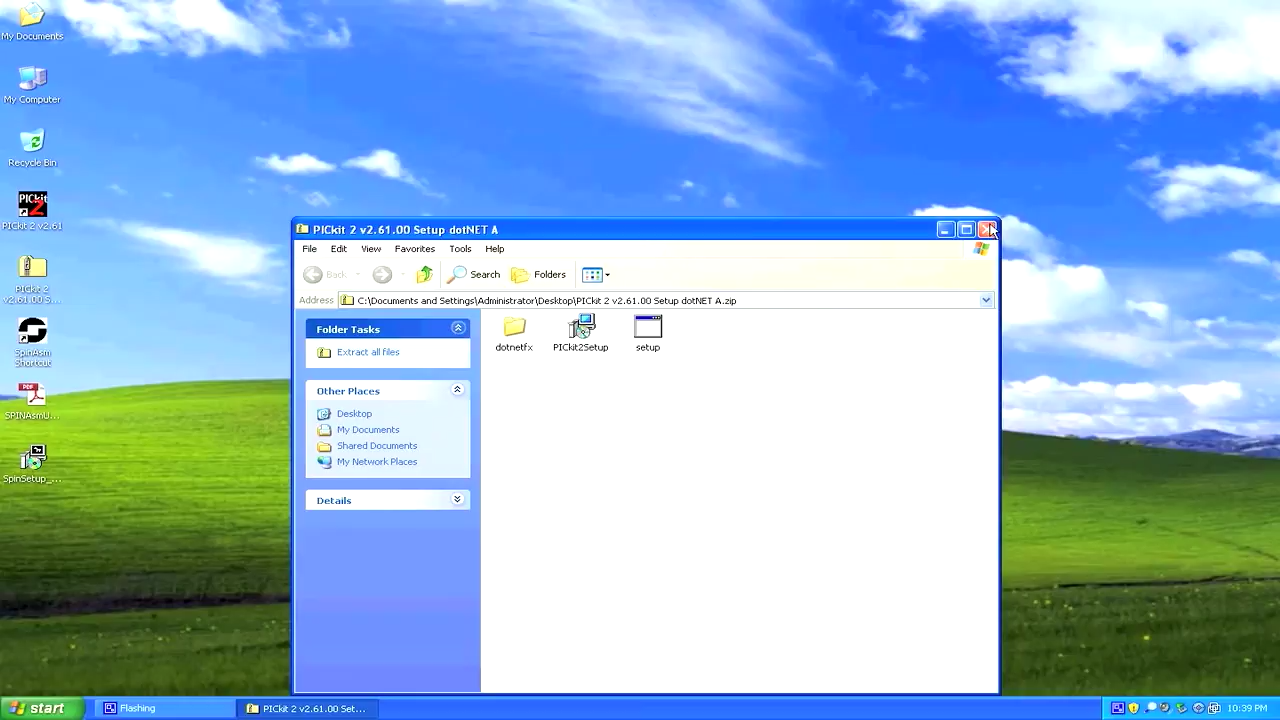 My Documents
My Computer
Recycle Bin
PICkit
2
PICkit 2 v2.61
PICkit 2
v2.61.00 S...
SpinAsm
Shortcut
PDF
SPINAsmU...
SpinSetup_...
PICkit 2 v2.61.00 Setup dotNET A
File Edit View Favorites Tools Help
Back Search Folders
Address C:\Documents and Settings\Administrator\Desktop\PICkit 2 v2.61.00 Setup dotNET A.zip
Folder Tasks
Extract all files
Other Places
Desktop
My Documents
Shared Documents
My Network Places
Details
dotnetfx
PICkit2Setup
setup
start Flashing PICkit 2 v2.61.00 Set... 10:39 PM